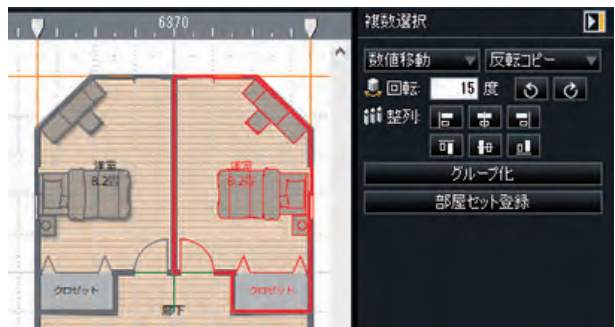 6370
複数選択
数値移動 反転コピー
回転: 15 度
整列:
グループ化
部屋セット登録
洋室 洋室
8.2畳 8.2畳
クロゼット クロゼット
廊下